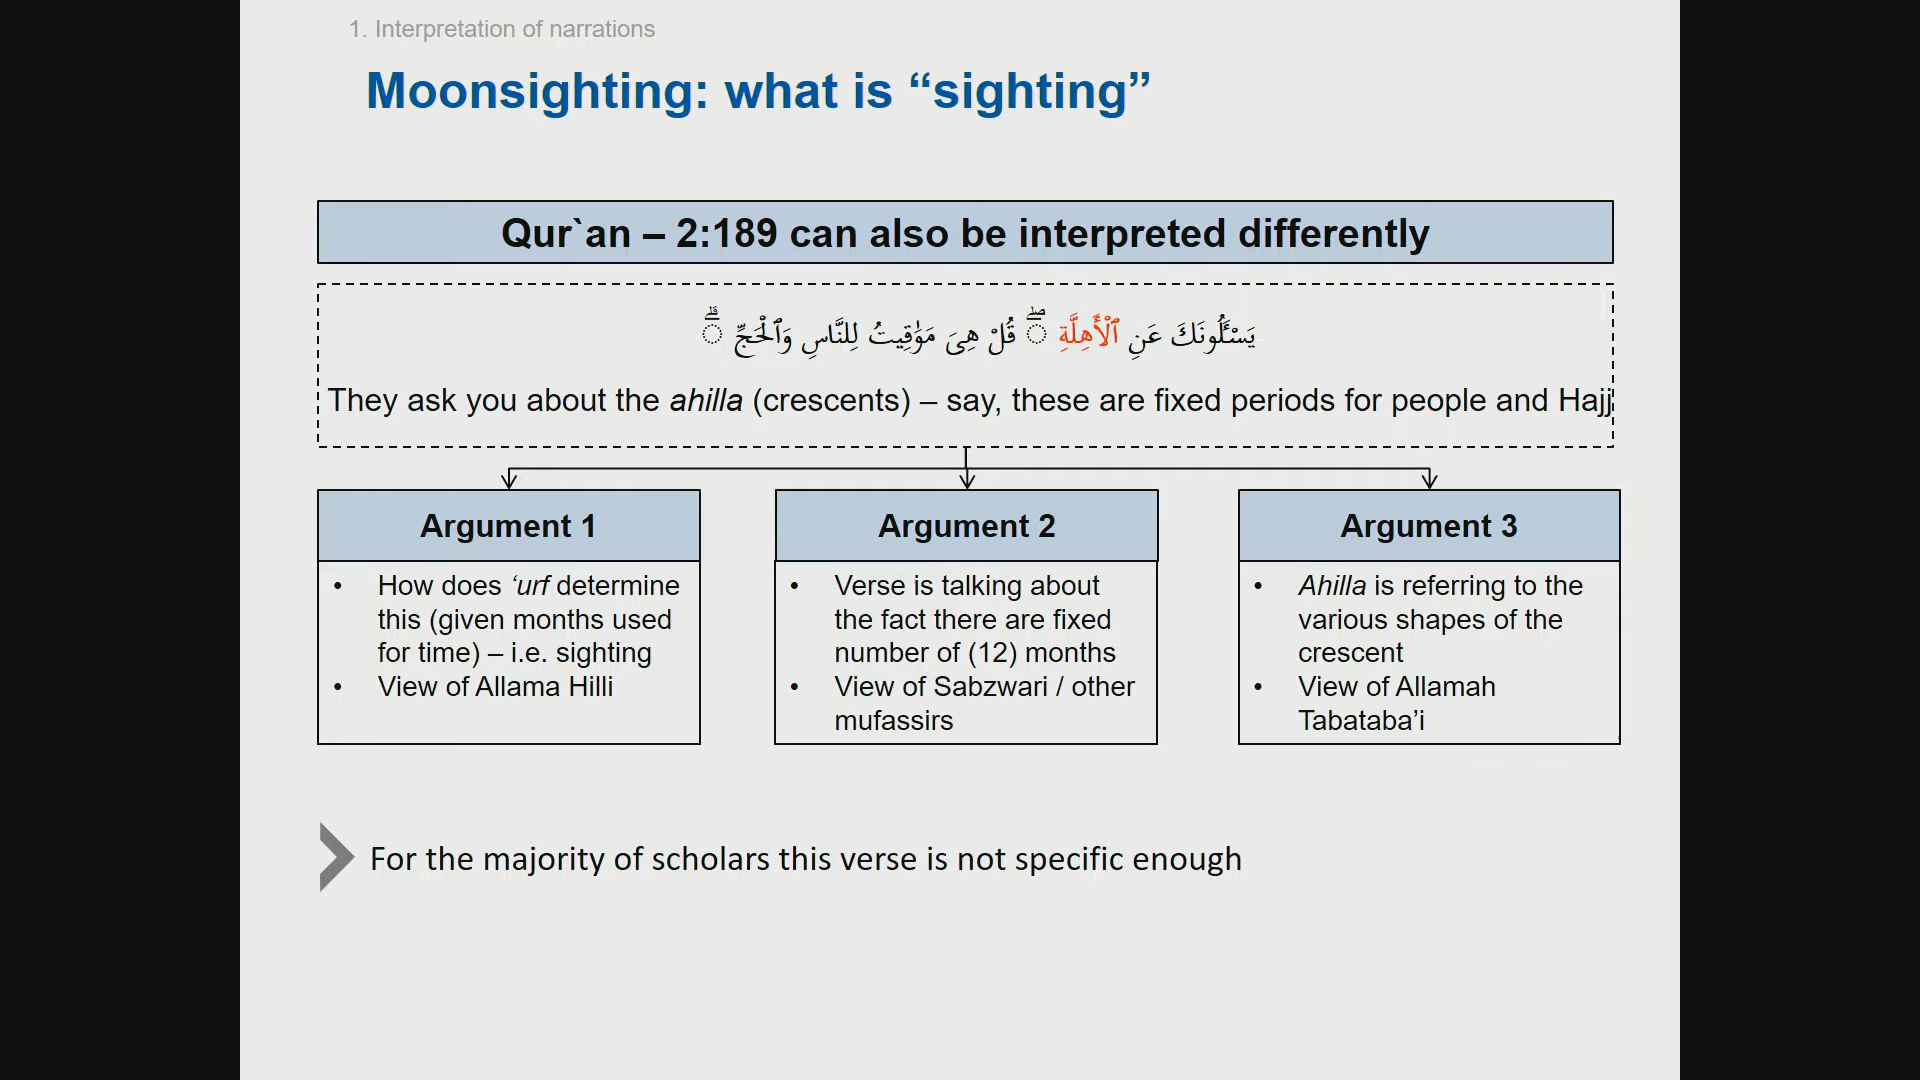 1. Interpretation of narrations
Moonsighting: what is “sighting”
Qur`an – 2:189 can also be interpreted differently
يَسْـَٔلُونَكَ عَنِ ٱلْأَهِلَّةِ ۖ قُلْ هِىَ مَوَٰقِيتُ لِلنَّاسِ وَٱلْحَجِّ ۗ
They ask you about the ahilla (crescents) – say, these are fixed periods for people and Hajj
Argument 1
• How does ‘urf determine
this (given months used
for time) – i.e. sighting
• View of Allama Hilli
Argument 2
• Verse is talking about
the fact there are fixed
number of (12) months
• View of Sabzwari / other
mufassirs
Argument 3
• Ahilla is referring to the
various shapes of the
crescent
• View of Allamah
Tabataba’i
For the majority of scholars this verse is not specific enough